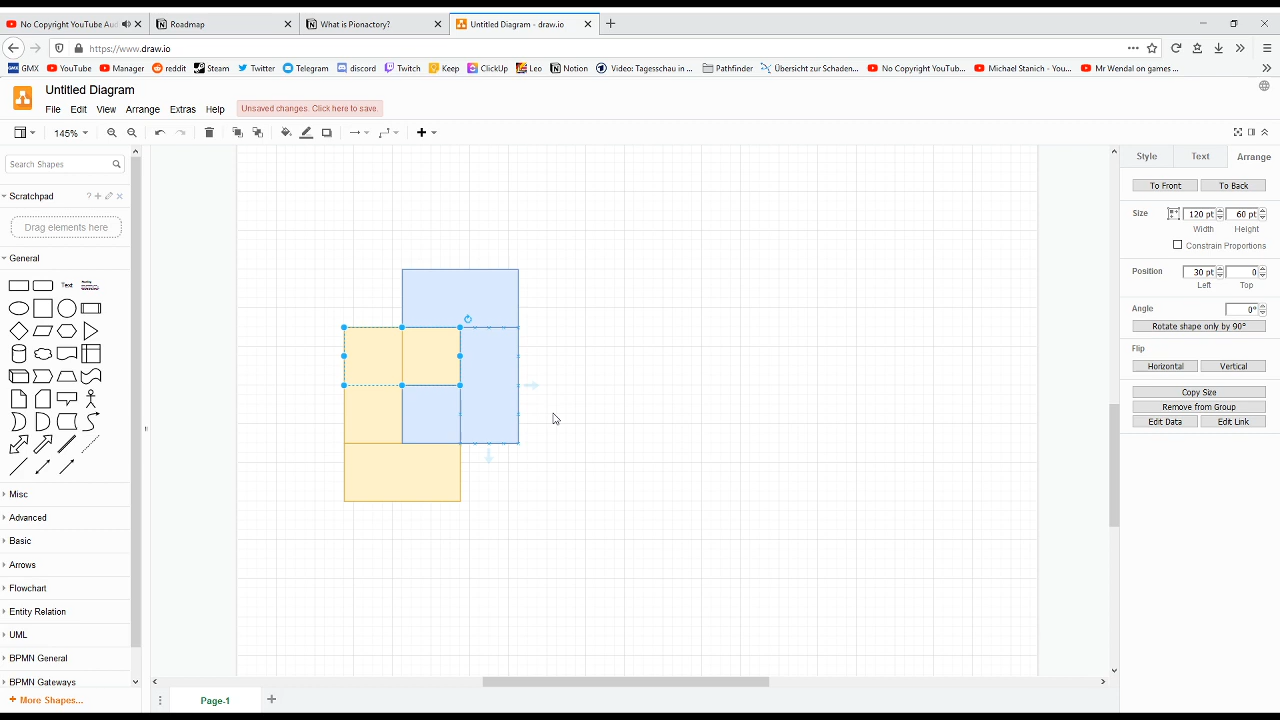 No Copyright YouTube Aud
Roadmap
What is Pionactory?
Untitled Diagram - draw.io
https://www.draw.io
GMX YouTube Manager reddit Steam Twitter Telegram discord Twitch Keep ClickUp Notion Video: Tagesschau in ... Pathfinder Übersicht zur Schaden... No Copyright YouTube... Michael Stanich - You... Mr Wendal on game...
Untitled Diagram
File Edit View Arrange Extras Help Unsaved changes. Click here to save.
145%
Search Shapes
Scratchpad
Drag elements here
General
Text
Misc
Advanced
Basic
Arrows
Flowchart
Entity Relation
UML
BPMN General
BPMN Gateways
+ More Shapes...
Page-1
Style Text Arrange
To Front To Back
Size 120 pt 60 pt
Width Height
Constrain Proportions
Position 30 pt 0
Left Top
Angle 0°
Rotate shape only by 90°
Flip
Horizontal Vertical
Copy Size
Remove from Group
Edit Data Edit Link